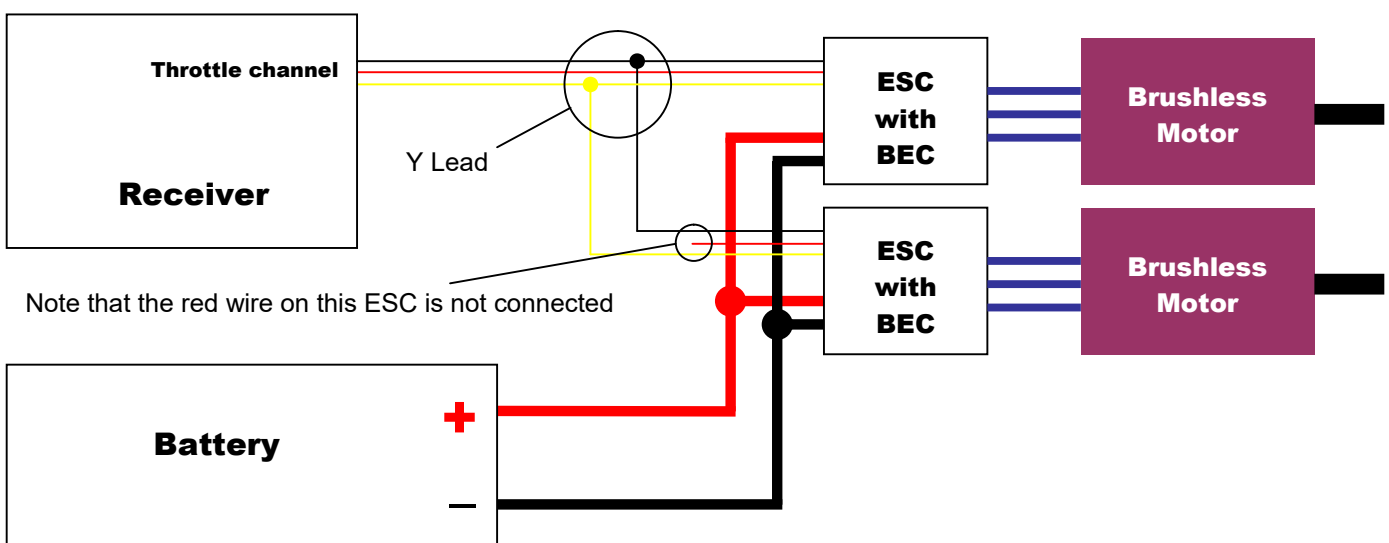 Throttle channel
Receiver
Y Lead
ESC
with
BEC
Brushless
Motor
ESC
with
BEC
Brushless
Motor
Note that the red wire on this ESC is not connected
Battery
+
–